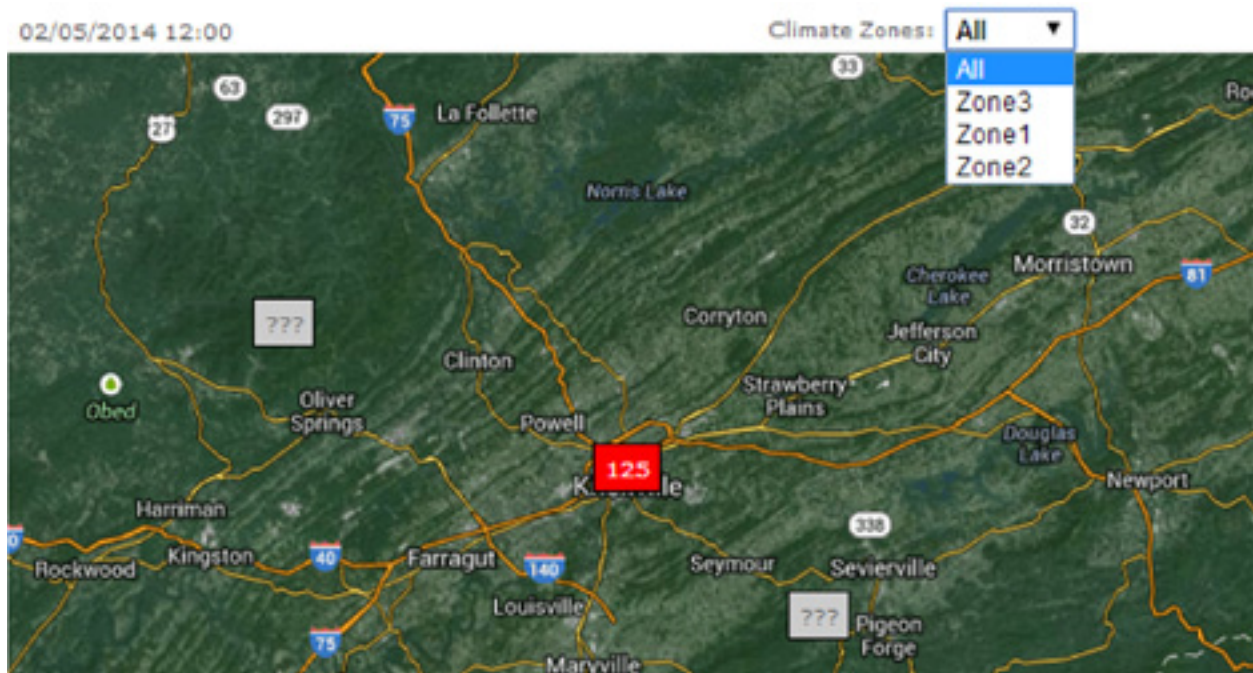 02/05/2014 12:00
Climate Zones: All
All
Zone3
Zone1
Zone2
33
63
297
27
75
La Follette
Norris Lake
32
Morristown
81
Cherokee
Lake
???
Corryton
Jefferson
City
Clinton
Strawberry
Plains
Obed
Oliver
Springs
Powell
Douglas
Lake
125
Newport
Harriman
338
Rockwood
Kingston
40
Farragut
140
Seymour
Sevierville
Louisville
???
Pigeon
Forge
75
Maryville